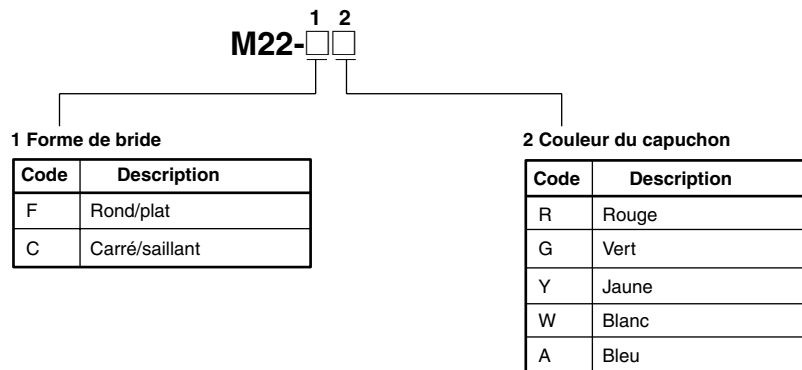 1 2
M22-
1 Forme de bride
Code Description
F Rond/plat
C Carré/saillant
2 Couleur du capuchon
Code Description
R Rouge
G Vert
Y Jaune
W Blanc
A Bleu